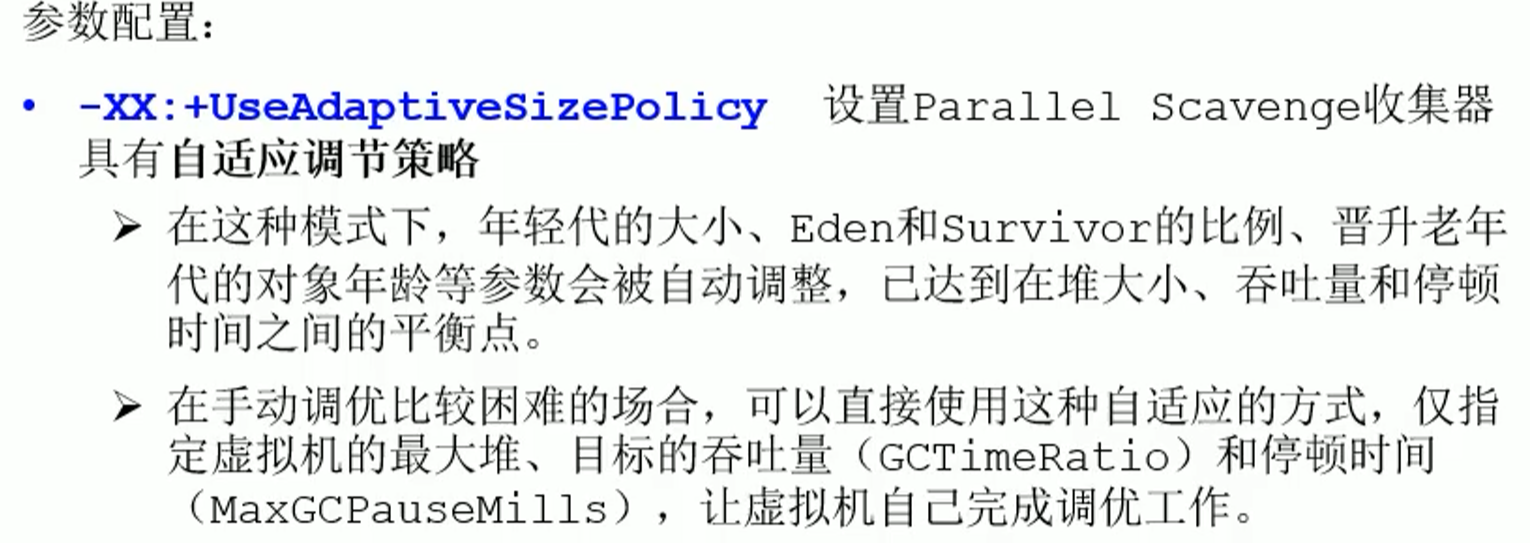 参数配置：
• -XX:+UseAdaptiveSizePolicy 设置Parallel Scavenge收集器
具有自适应调节策略
➢ 在这种模式下，年轻代的大小、Eden和Survivor的比例、晋升老年
代的对象年龄等参数会被自动调整，已达到在堆大小、吞吐量和停顿
时间之间的平衡点。
➢ 在手动调优比较困难的场合，可以直接使用这种自适应的方式，仅指
定虚拟机的最大堆、目标的吞吐量（GCTimeRatio）和停顿时间
（MaxGCPauseMills），让虚拟机自己完成调优工作。